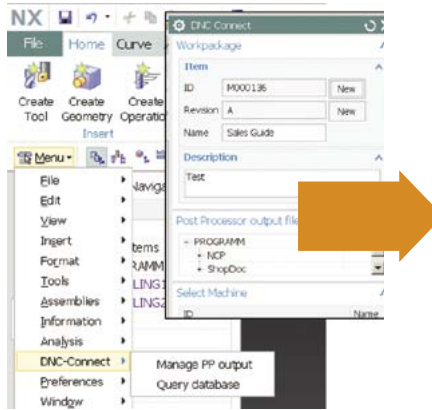 NX
File Home Curve
Create Tool
Create Geometry
Create
Insert
Menu
File
Edit
View
Insert
Format
Tools
Assemblies
Information
Analysis
DNC-Connect
Preferences
Window
Manage PP output
Query database
DNC Connect
Workpackage
Item
ID M000136 New
Revision A New
Name Sales Guide
Description
Test
Post Processor output file
- PROGRAMM
+ NCP
+ ShopDoc
Select Machine
ID Name